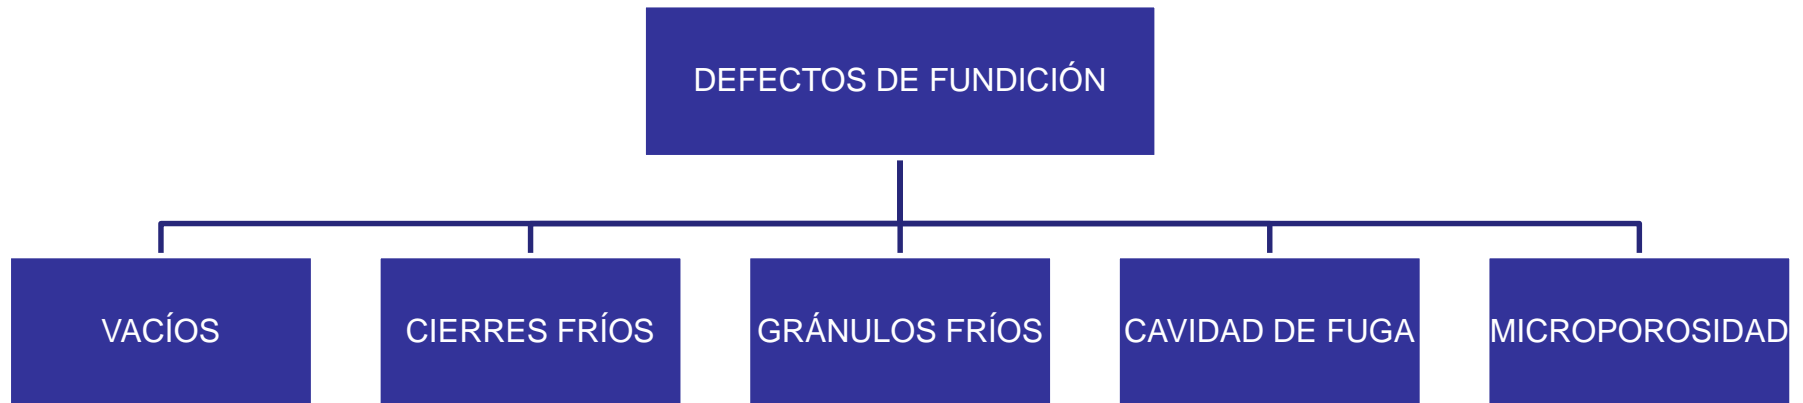 DEFECTOS DE FUNDICIÓN
VACÍOS
CIERRES FRÍOS
GRÁNULOS FRÍOS
CAVIDAD DE FUGA
MICROPOROSIDAD